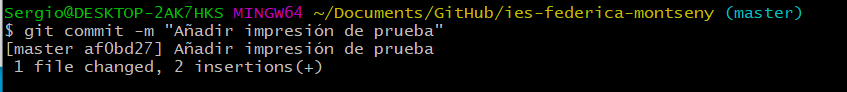 Sergio@DESKTOP-2AK7HKS MINGW64 ~/Documents/GitHub/ies-federica-montseny (master)
$ git commit -m "Añadir impresión de prueba"
[master af0bd27] Añadir impresión de prueba
 1 file changed, 2 insertions(+)